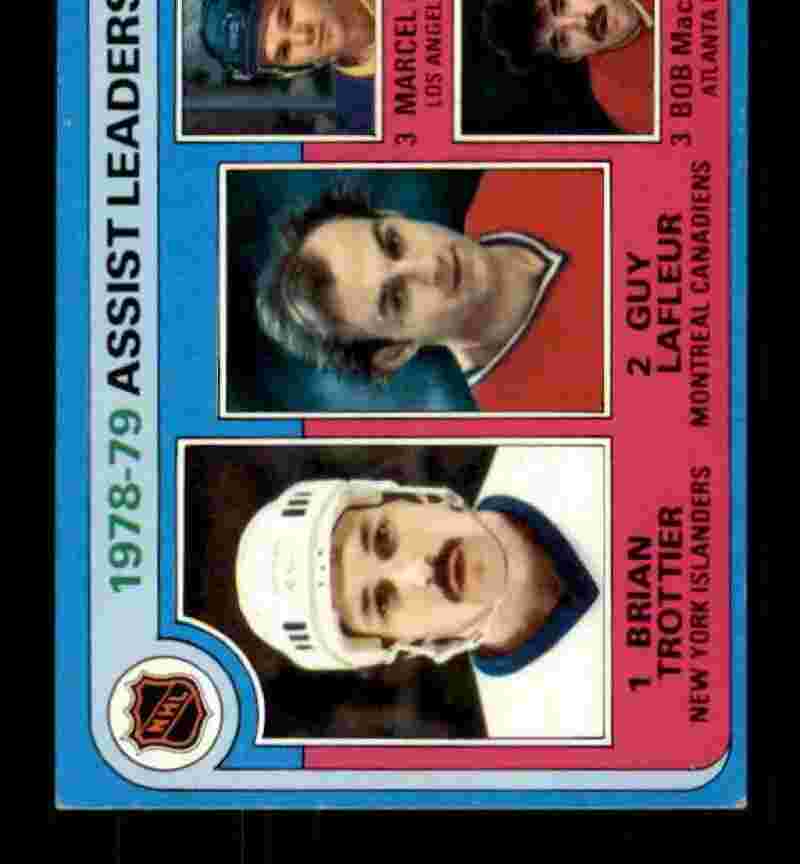 1978-79 ASSIST LEADERS
NHL
1 BRIAN
TROTTIER
NEW YORK ISLANDERS
2 GUY
LAFLEUR
MONTREAL CANADIENS
3 MARCEL
LOS ANGEL
3 BOB Mac
ATLANTA